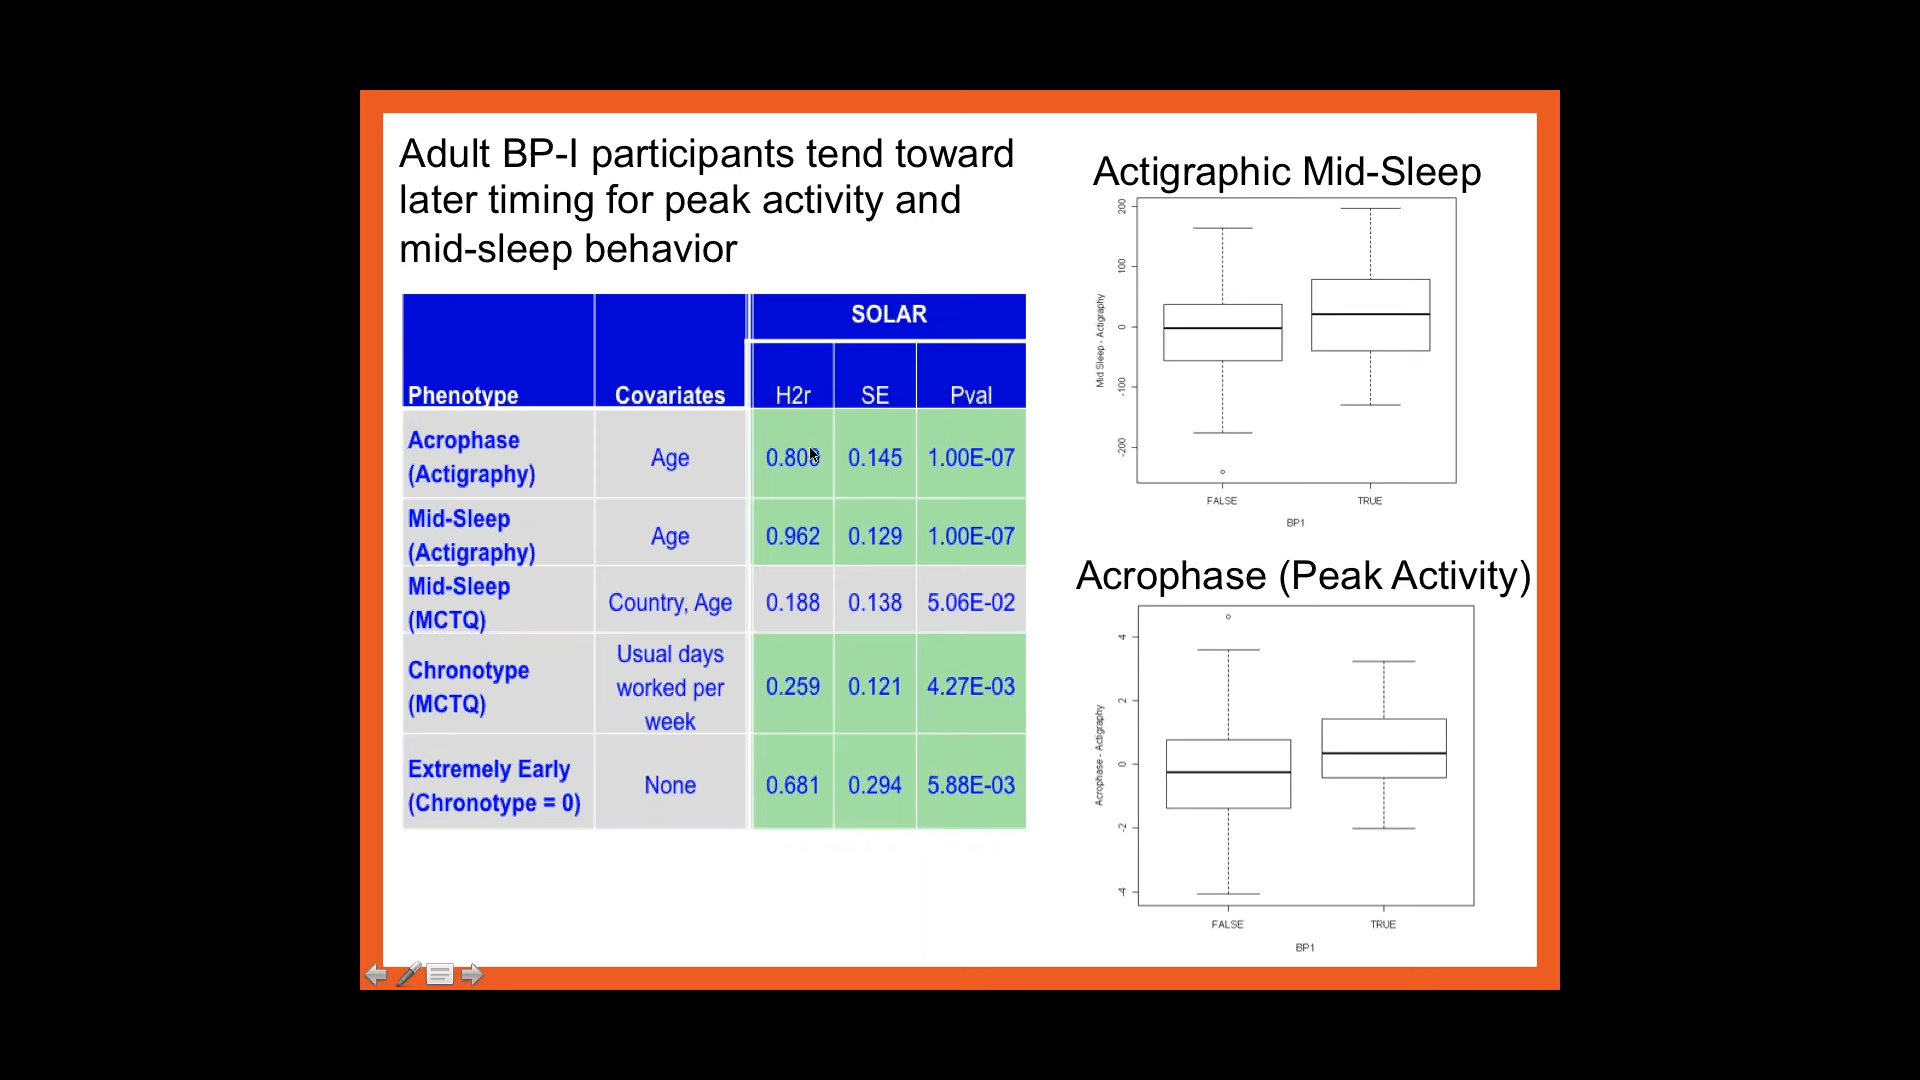 Adult BP-I participants tend toward
later timing for peak activity and
mid-sleep behavior
SOLAR
Phenotype Covariates H2r SE Pval
Acrophase
(Actigraphy) Age 0.145 1.00E-07
Mid-Sleep
(Actigraphy) Age 0.962 0.129 1.00E-07
Mid-Sleep
(MCTQ) Country, Age 0.188 0.138 5.06E-02
Chronotype
(MCTQ) Usual days
worked per
week 0.259 0.121 4.27E-03
Extremely Early
(Chronotype = 0) None 0.681 0.294 5.88E-03
Actigraphic Mid-Sleep
Mid Sleep - Actigraphy
200
100
0
-100
-200
FALSE TRUE
BP1
Acrophase (Peak Activity)
Acrophase - Actigraphy
4
2
0
-2
-4
FALSE TRUE
BP1